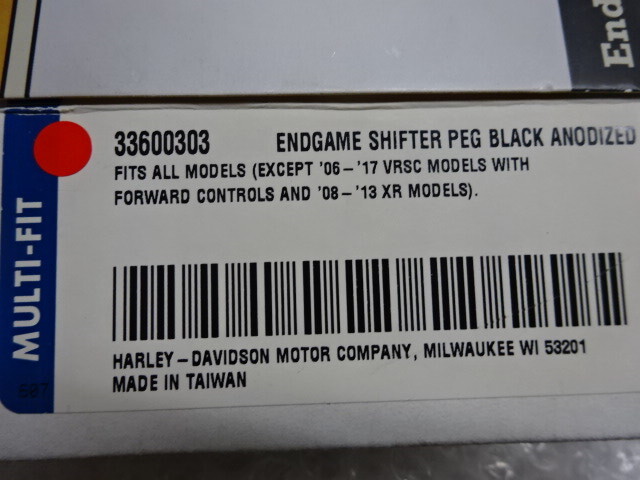 End
33600303 ENDGAME SHIFTER PEG BLACK ANODIZED
FITS ALL MODELS (EXCEPT '06-'17 VRSC MODELS WITH
FORWARD CONTROLS AND '08-'13 XR MODELS).
MULTI-FIT
HARLEY-DAVIDSON MOTOR COMPANY, MILWAUKEE WI 53201
MADE IN TAIWAN